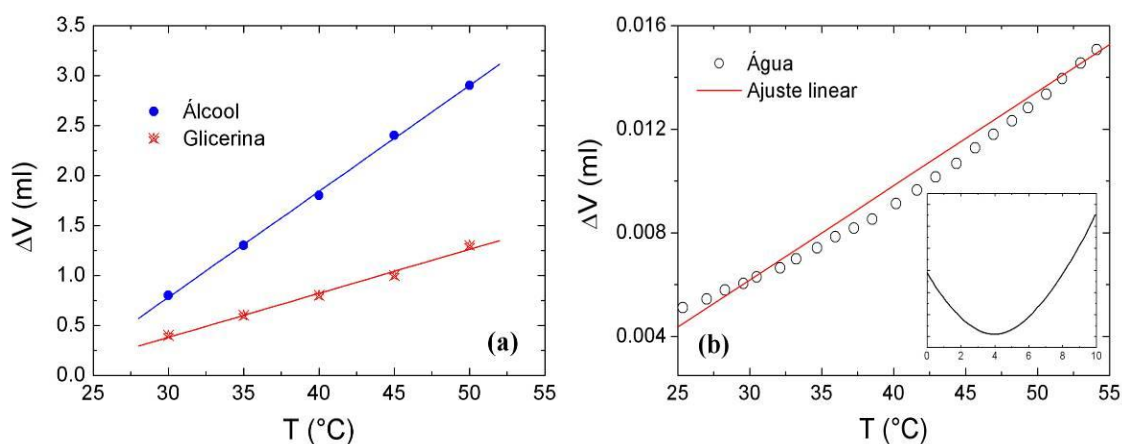 3.5
3.0
2.5
2.0
1.5
1.0
0.5
0.0
ΔV (ml)
Álcool
Glicerina
(a)
25 30 35 40 45 50 55
T (°C)
0.016
0.012
0.008
0.004
ΔV (ml)
Água
Ajuste linear
(b)
0 2 4 6 8 10
25 30 35 40 45 50 55
T (°C)